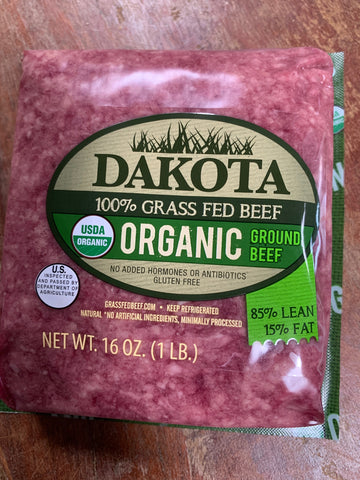 DAKOTA
100% GRASS FED BEEF
USDA
ORGANIC
ORGANIC
GROUND
BEEF
NO ADDED HORMONES OR ANTIBIOTICS
GLUTEN FREE
U.S.
INSPECTED
AND PASSED BY
DEPARTMENT OF
AGRICULTURE
GRASSFEDBEEF.COM • KEEP REFRIGERATED
NATURAL *NO ARTIFICIAL INGREDIENTS, MINIMALLY PROCESSED
85% LEAN
15% FAT
NET WT. 16 OZ. (1 LB.)